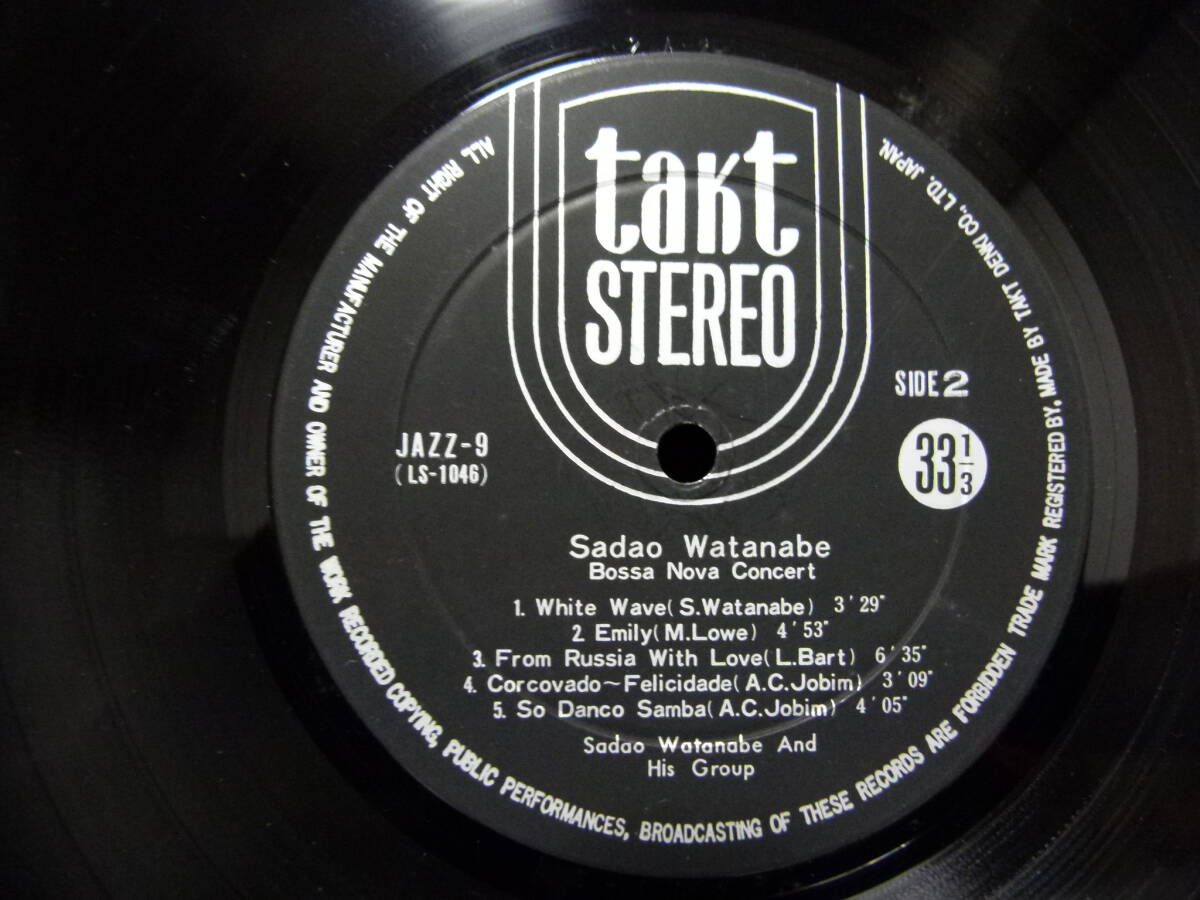 takt
STEREO
SIDE 2
JAZZ-9
(LS-1046)
33 1/3
Sadao Watanabe
Bossa Nova Concert
1. White Wave(S.Watanabe) 3'29"
2. Emily(M.Lowe) 4'53"
3. From Russia With Love(L.Bart) 6'35"
4. Corcovado~Felicidade(A.C.Jobim) 3'09"
5. So Danco Samba(A.C.Jobim) 4'05"
Sadao Watanabe And
His Group
ALL RIGHT OF THE MANUFACTURER AND OWNER OF THE WORK RECORDED COPYING, PUBLIC PERFORMANCES, BROADCASTING OF THESE RECORDS ARE FORBIDDEN TRADE MARK REGISTERED BY. MADE BY TAKT DENKI CO., LTD. JAPAN.